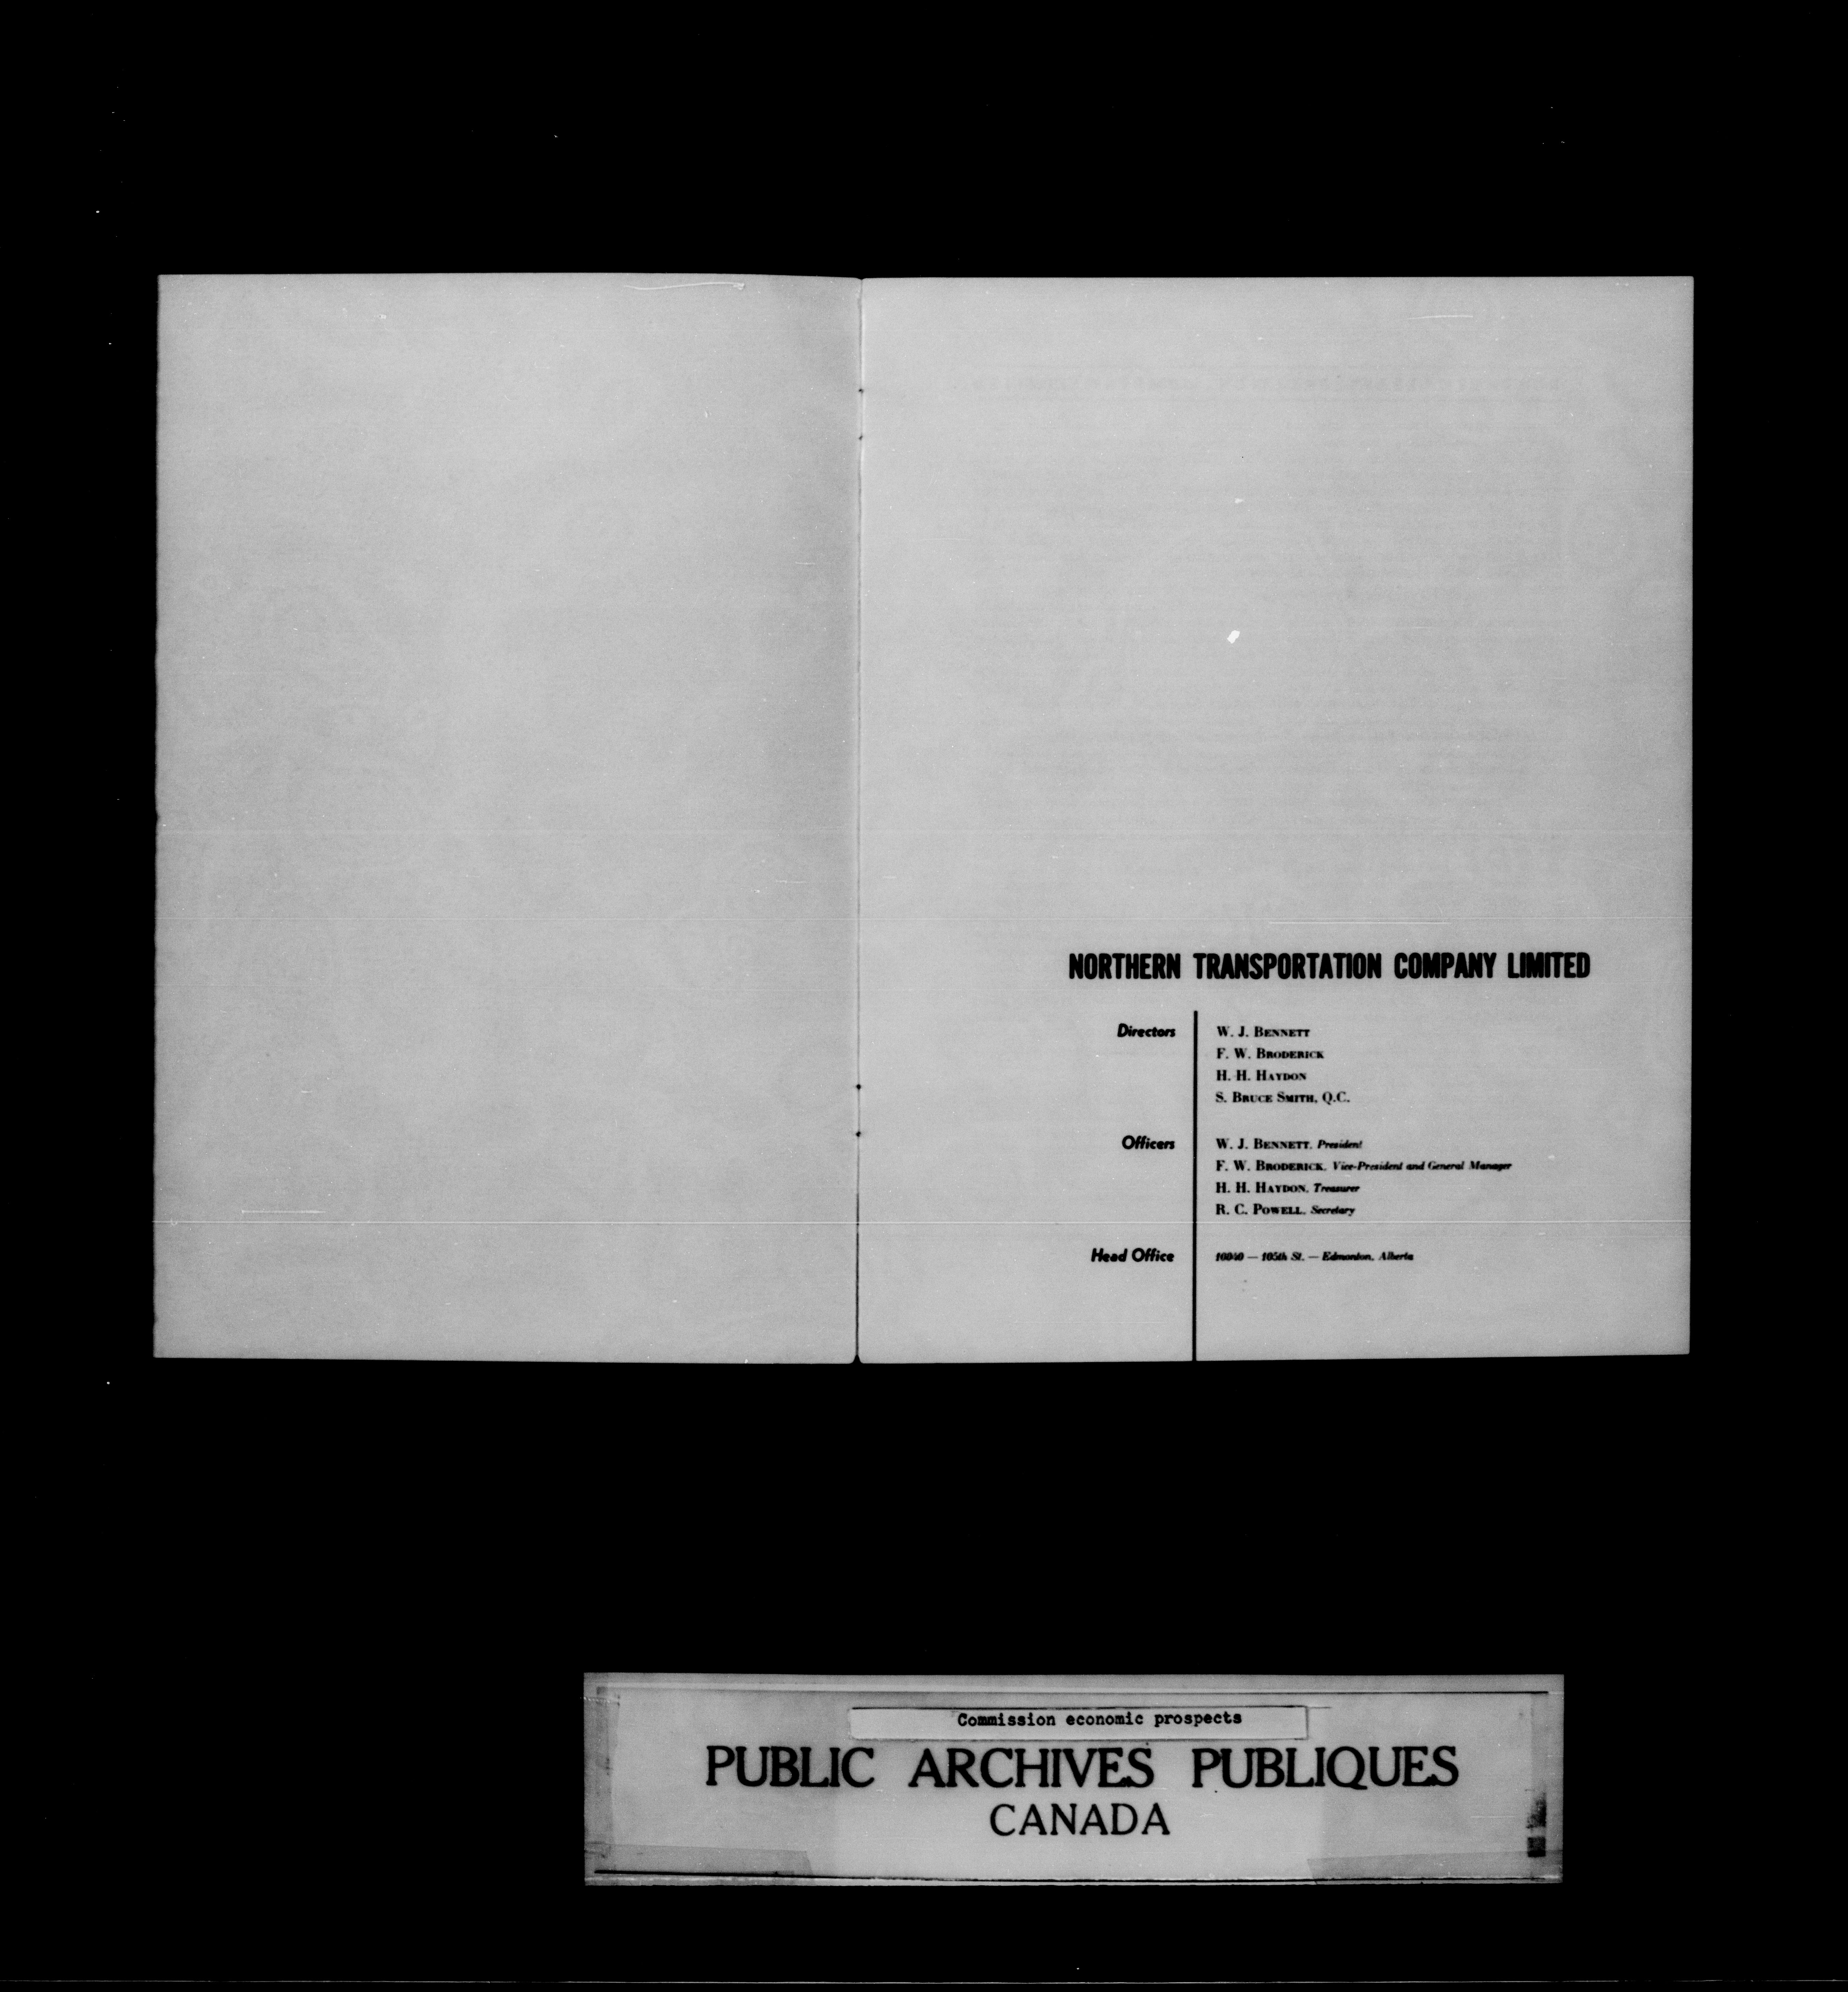 NORTHERN TRANSPORTATION COMPANY LIMITED
Directors
W. J. BENNETT
F. W. BRODERICK
H. H. HAYDON
S. BRUCE SMITH, Q.C.
Officers
W. J. BENNETT, President
F. W. BRODERICK, Vice-President and General Manager
H. H. HAYDON, Treasurer
R. C. POWELL, Secretary
Head Office
10040 — 105th St. — Edmonton, Alberta
Commission economic prospects
PUBLIC ARCHIVES PUBLIQUES
CANADA